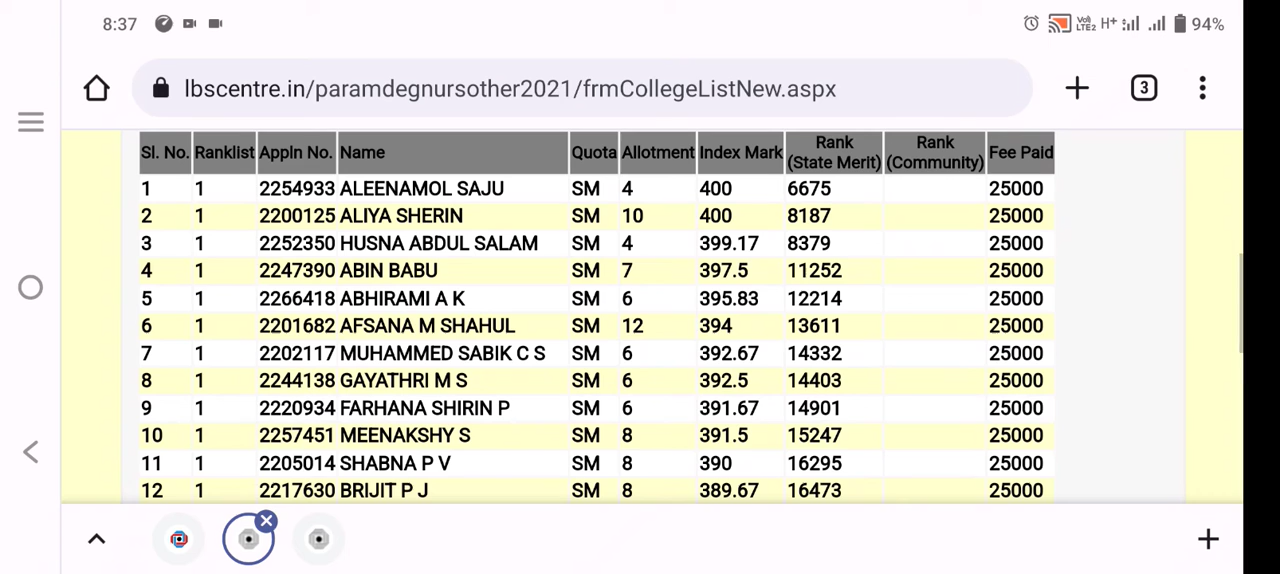 8:37 Vo) LTE2 H+ 94%
lbscentre.in/paramdegnursother2021/frmCollegeListNew.aspx 3
Sl. No. Ranklist Appln No. Name Quota Allotment Index Mark Rank (State Merit) Rank (Community) Fee Paid
1 1 2254933 ALEENAMOL SAJU SM 4 400 6675 25000
2 1 2200125 ALIYA SHERIN SM 10 400 8187 25000
3 1 2252350 HUSNA ABDUL SALAM SM 4 399.17 8379 25000
4 1 2247390 ABIN BABU SM 7 397.5 11252 25000
5 1 2266418 ABHIRAMI A K SM 6 395.83 12214 25000
6 1 2201682 AFSANA M SHAHUL SM 12 394 13611 25000
7 1 2202117 MUHAMMED SABIK C S SM 6 392.67 14332 25000
8 1 2244138 GAYATHRI M S SM 6 392.5 14403 25000
9 1 2220934 FARHANA SHIRIN P SM 6 391.67 14901 25000
10 1 2257451 MEENAKSHY S SM 8 391.5 15247 25000
11 1 2205014 SHABNA P V SM 8 390 16295 25000
12 1 2217630 BRIJIT P J SM 8 389.67 16473 25000